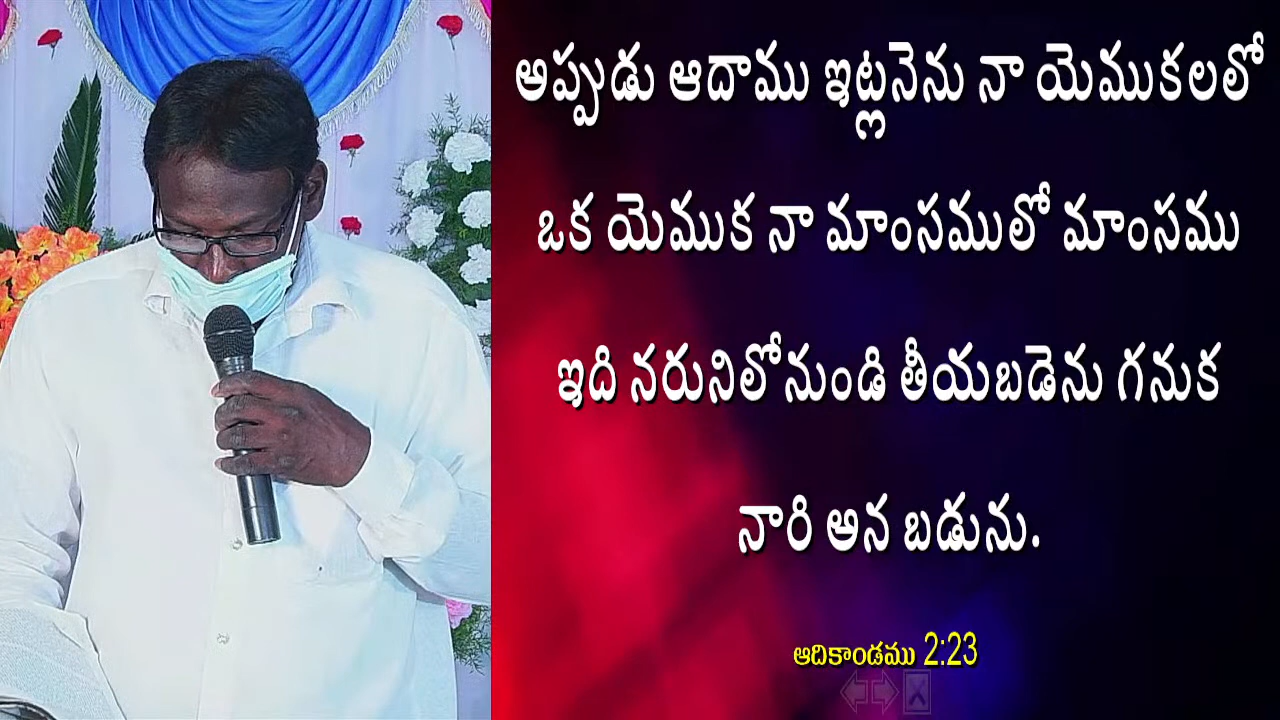 అప్పుడు ఆదాము ఇట్లనెను నా యెముకలలో
ఒక యెముక నా మాంసములో మాంసము
ఇది నరునిలోనుండి తీయబడెను గనుక
నారి అన బడును.
ఆదికాండము 2:23